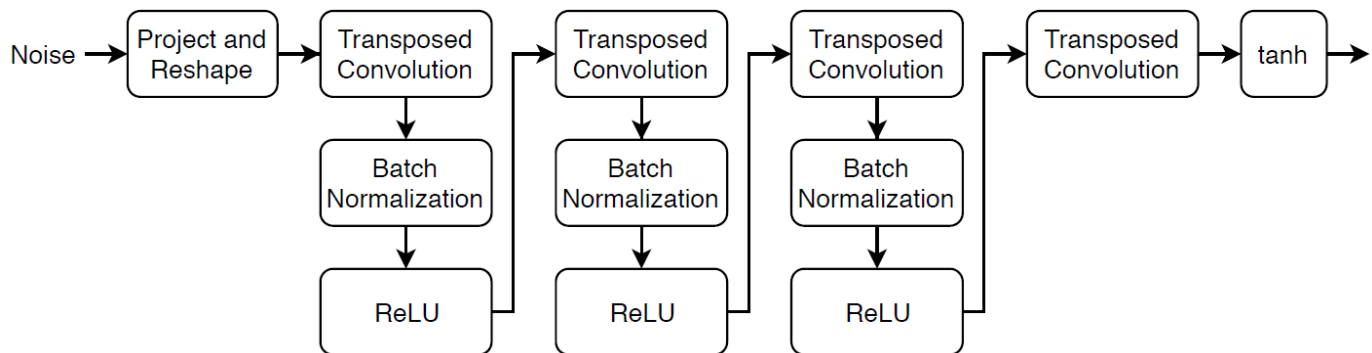 Noise
Project and
Reshape
Transposed
Convolution
Batch
Normalization
ReLU
Transposed
Convolution
Batch
Normalization
ReLU
Transposed
Convolution
Batch
Normalization
ReLU
Transposed
Convolution
tanh